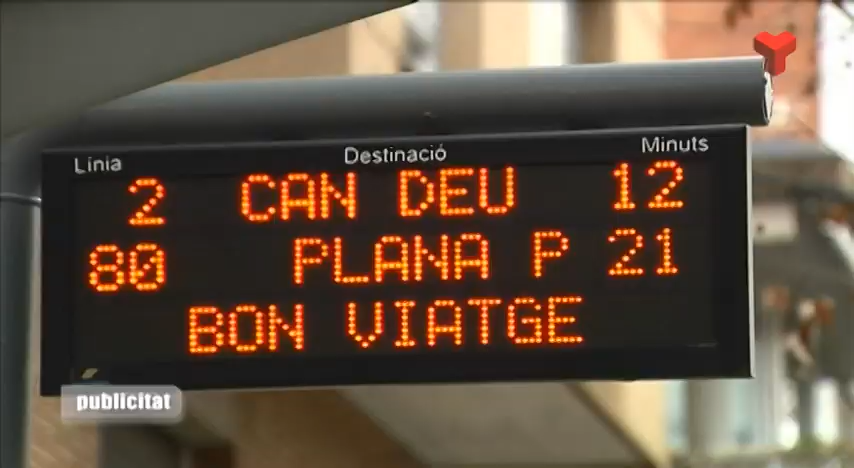 Línia Destinació Minuts
2 CAN DEU 12
80 PLANA P 21
BON VIATGE
publicitat